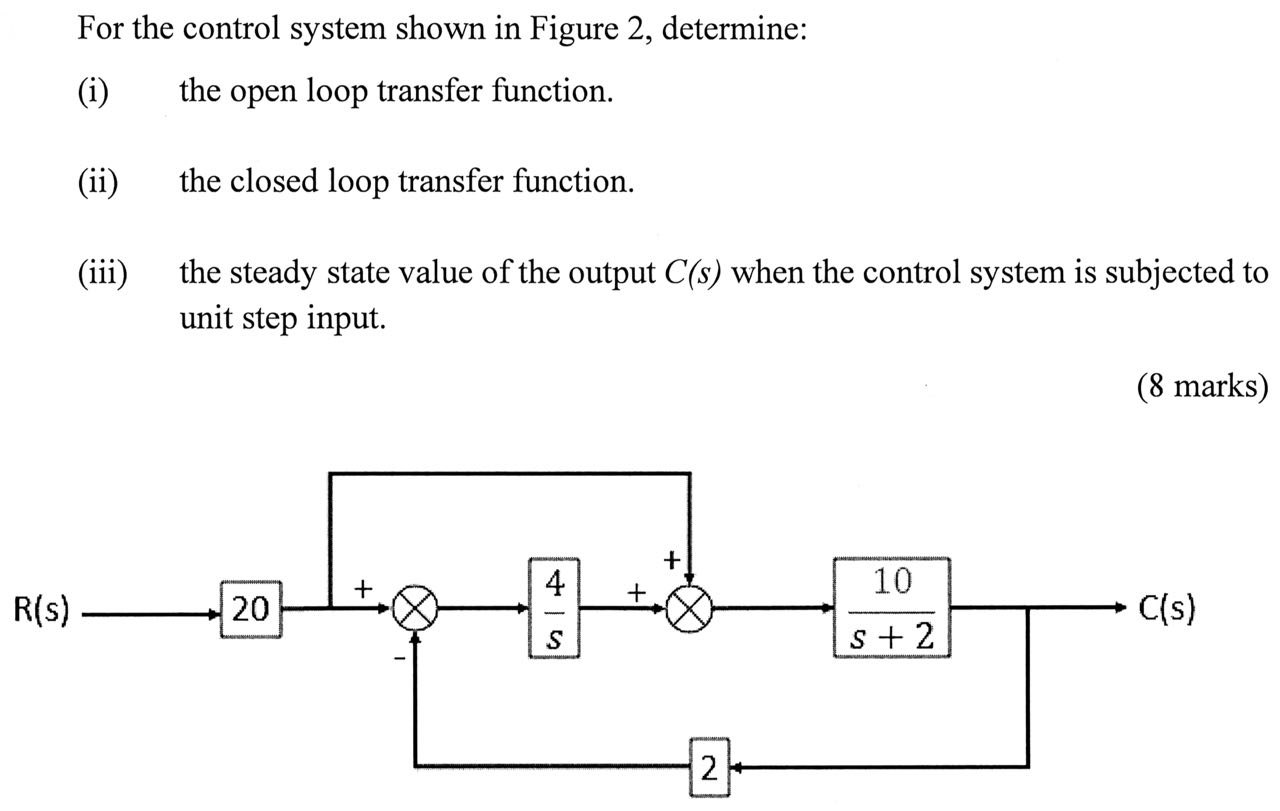 For the control system shown in Figure 2, determine:
(i) the open loop transfer function.
(ii) the closed loop transfer function.
(iii) the steady state value of the output C(s) when the control system is subjected to
unit step input.
(8 marks)
R(s)
20
+
-
4
s
+
+
10
s + 2
C(s)
2